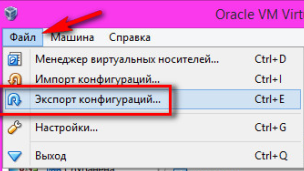 Oracle VM Virt
Файл Машина Справка
Менеджер виртуальных носителей... Ctrl+D
Импорт конфигураций... Ctrl+I
Экспорт конфигураций... Ctrl+E
Настройки... Ctrl+G
Выход Ctrl+Q